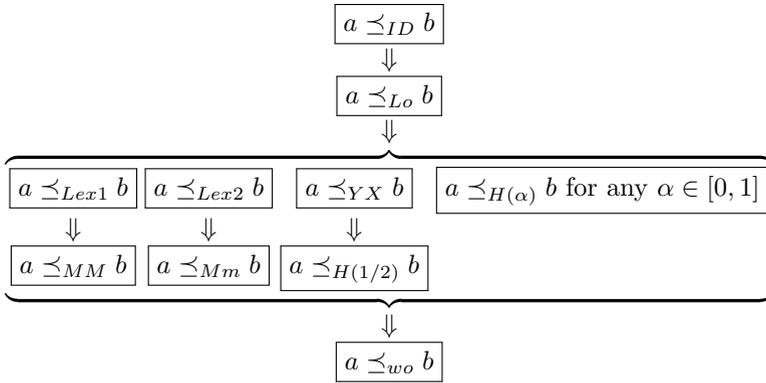 a ⪯_{ID} b
⇓
a ⪯_{Lo} b
⇓
a ⪯_{Lex1} b a ⪯_{Lex2} b a ⪯_{YX} b a ⪯_{H(α)} b for any α ∈ [0, 1]
⇓ ⇓ ⇓
a ⪯_{MM} b a ⪯_{Mm} b a ⪯_{H(1/2)} b
⇓
a ⪯_{wo} b